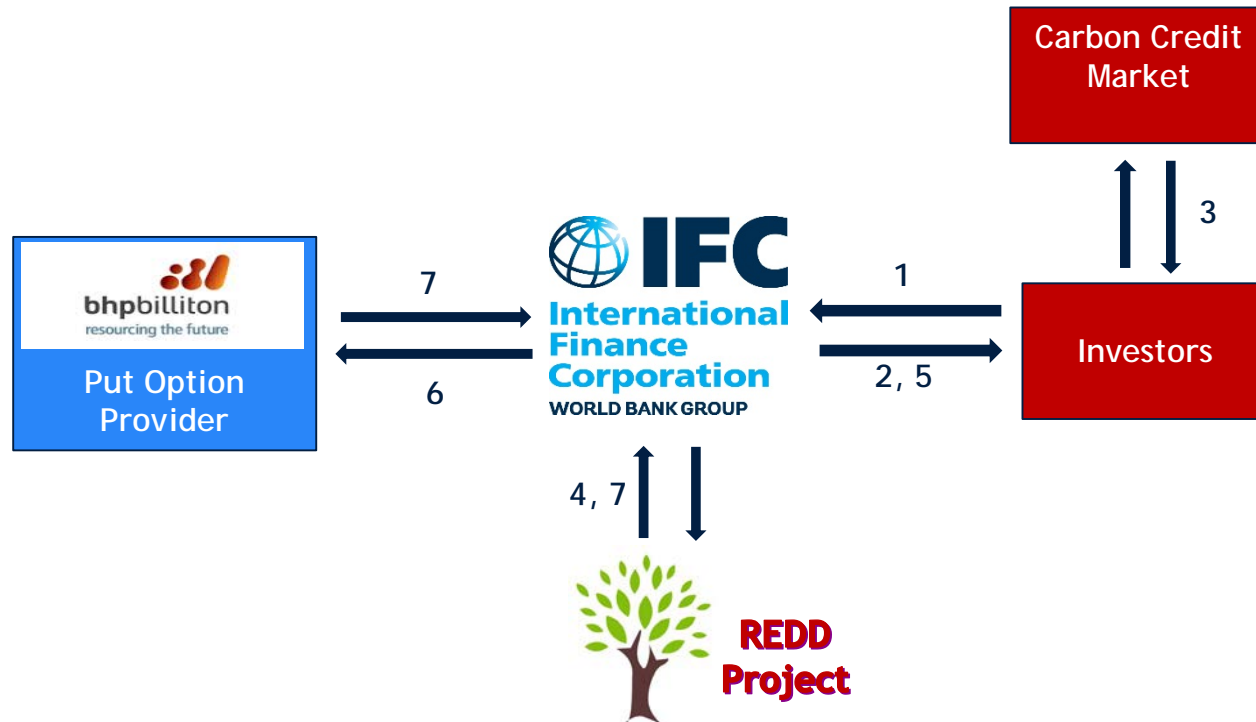 Carbon Credit
Market
3
bhpbilliton
resourcing the future
Put Option
Provider
7
6
IFC
International
Finance
Corporation
WORLD BANK GROUP
1
2, 5
Investors
4, 7
REDD
Project